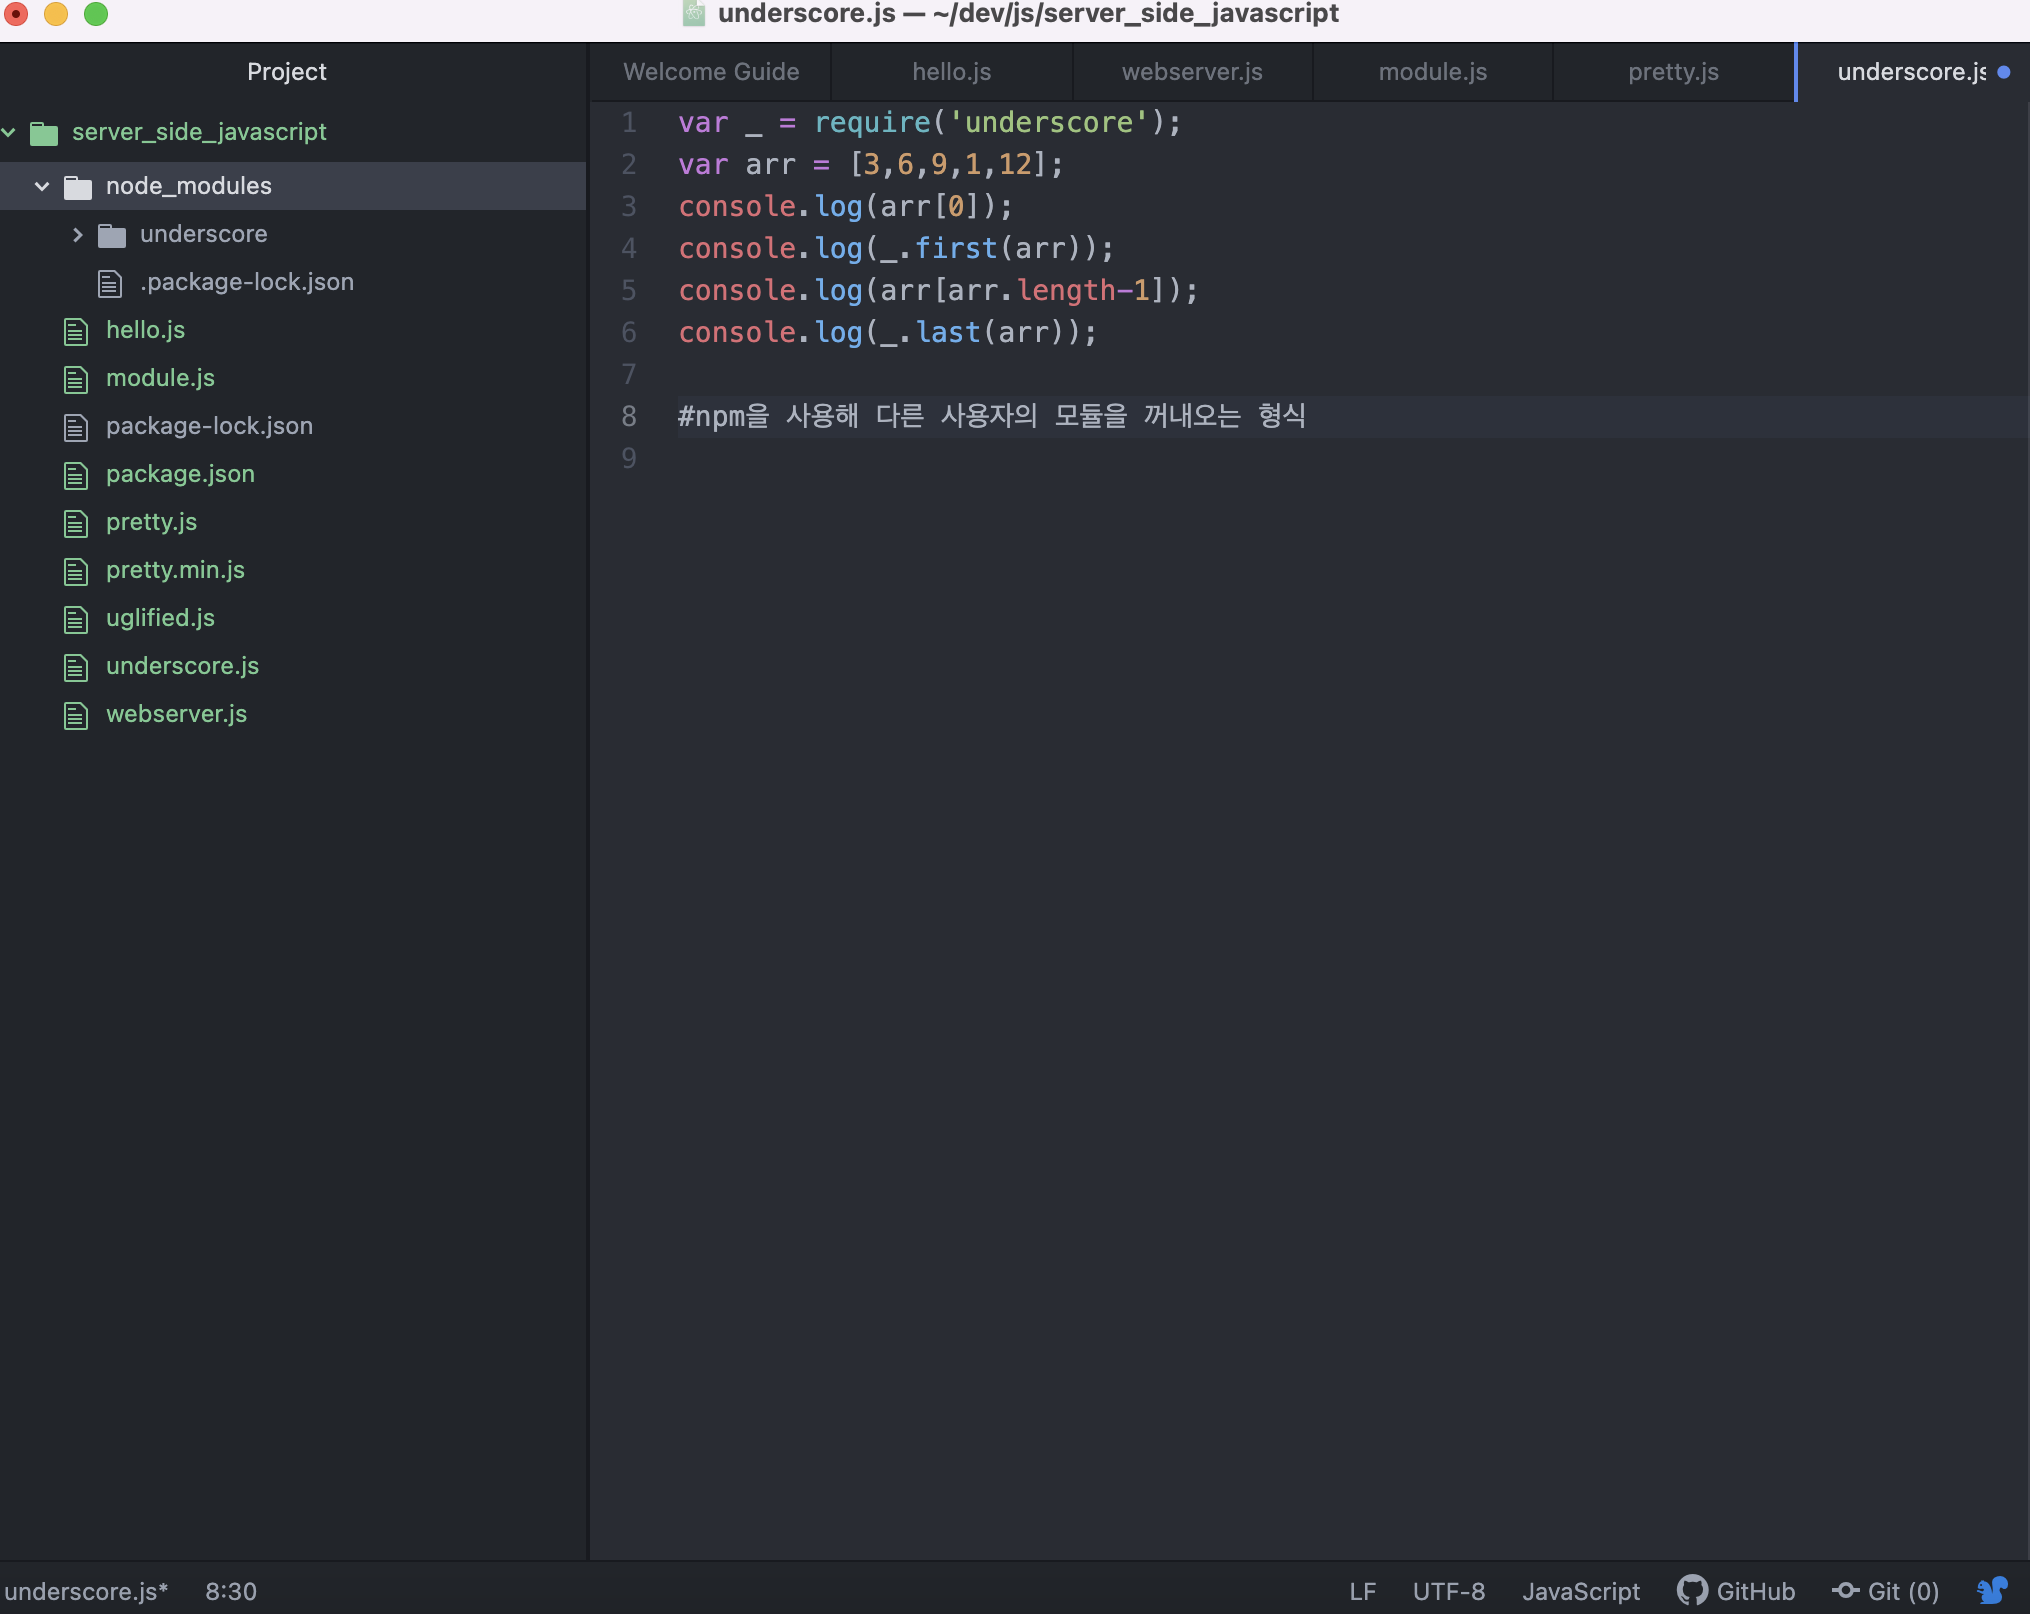 underscore.js — ~/dev/js/server_side_javascript
Project
server_side_javascript
node_modules
underscore
.package-lock.json
hello.js
module.js
package-lock.json
package.json
pretty.js
pretty.min.js
uglified.js
underscore.js
webserver.js
Welcome Guide
hello.js
webserver.js
module.js
pretty.js
underscore.js
1 var _ = require('underscore');
2 var arr = [3,6,9,1,12];
3 console.log(arr[0]);
4 console.log(_.first(arr));
5 console.log(arr[arr.length-1]);
6 console.log(_.last(arr));
7
8 #npm을 사용해 다른 사용자의 모듈을 꺼내오는 형식
9
underscore.js* 8:30 LF UTF-8 JavaScript GitHub Git (0)